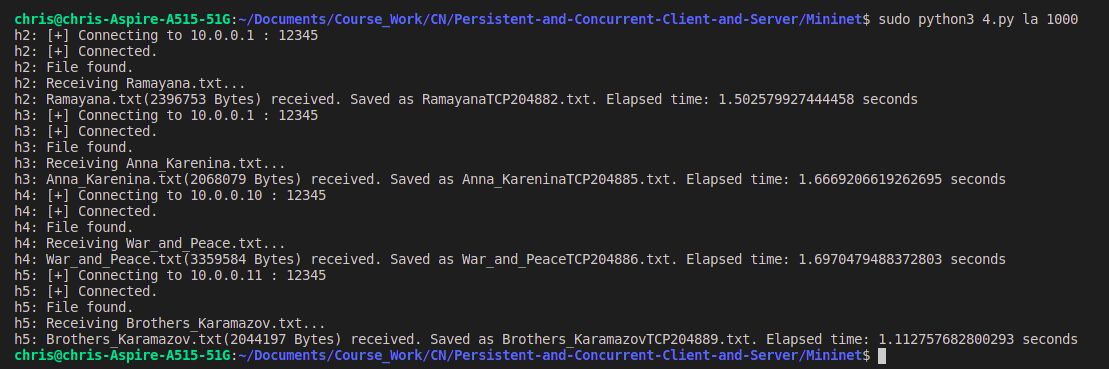 chris@chris-Aspire-A515-51G:~/Documents/Course_Work/CN/Persistent-and-Concurrent-Client-and-Server/Mininet$ sudo python3 4.py la 1000
h2: [+] Connecting to 10.0.0.1 : 12345
h2: [+] Connected.
h2: File found.
h2: Receiving Ramayana.txt...
h2: Ramayana.txt(2396753 Bytes) received. Saved as RamayanaTCP204882.txt. Elapsed time: 1.502579927444458 seconds
h3: [+] Connecting to 10.0.0.1 : 12345
h3: [+] Connected.
h3: File found.
h3: Receiving Anna_Karenina.txt...
h3: Anna_Karenina.txt(2068079 Bytes) received. Saved as Anna_KareninaTCP204885.txt. Elapsed time: 1.6669206619262695 seconds
h4: [+] Connecting to 10.0.0.10 : 12345
h4: [+] Connected.
h4: File found.
h4: Receiving War_and_Peace.txt...
h4: War_and_Peace.txt(3359584 Bytes) received. Saved as War_and_PeaceTCP204886.txt. Elapsed time: 1.6970479488372803 seconds
h5: [+] Connecting to 10.0.0.11 : 12345
h5: [+] Connected.
h5: File found.
h5: Receiving Brothers_Karamazov.txt...
h5: Brothers_Karamazov.txt(2044197 Bytes) received. Saved as Brothers_KaramazovTCP204889.txt. Elapsed time: 1.112757682800293 seconds
chris@chris-Aspire-A515-51G:~/Documents/Course_Work/CN/Persistent-and-Concurrent-Client-and-Server/Mininet$